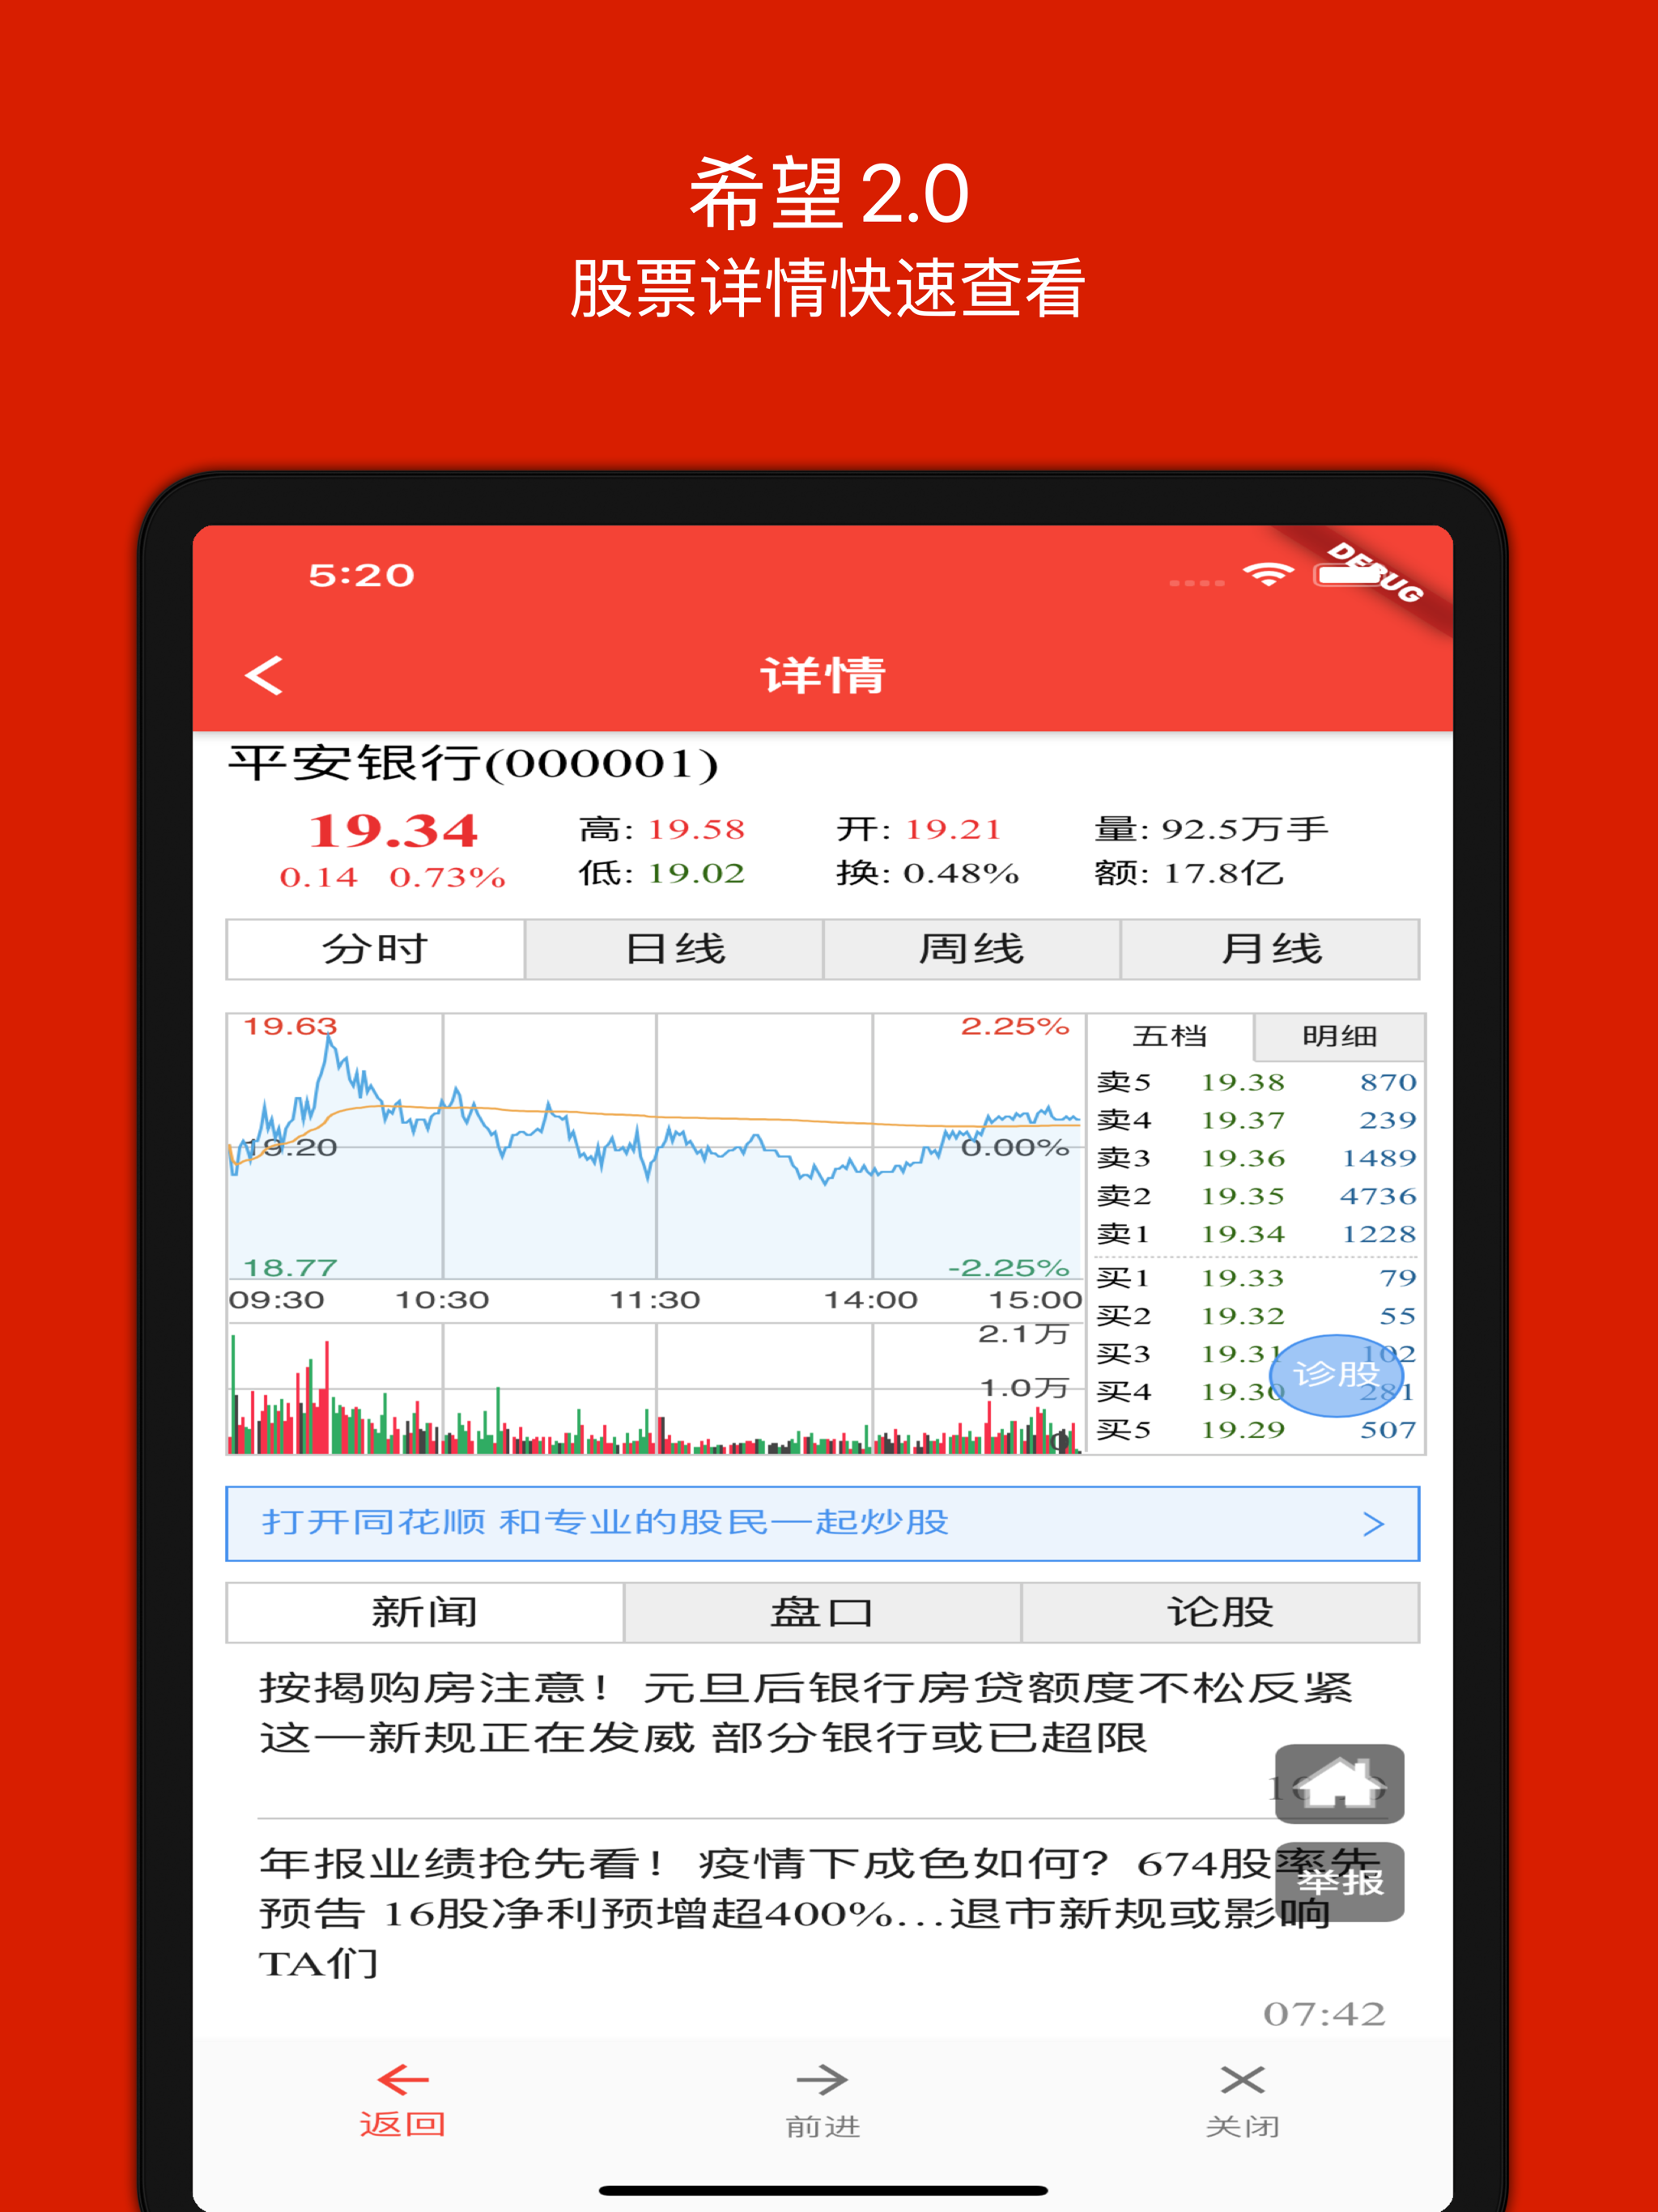 希望2.0
股票详情快速查看
5:20
DEBUG
详情
平安银行(000001)
19.34
0.14 0.73%
高: 19.58 开: 19.21 量: 92.5万手
低: 19.02 换: 0.48% 额: 17.8亿
分时 日线 周线 月线
19.63 2.25%
19.20 0.00%
18.77 -2.25%
09:30 10:30 11:30 14:00 15:00
2.1万
1.0万
0
五档 明细
卖5 19.38 870
卖4 19.37 239
卖3 19.36 1489
卖2 19.35 4736
卖1 19.34 1228
买1 19.33 79
买2 19.32 55
买3 19.31 102
买4 19.30 281
买5 19.29 507
诊股
打开同花顺 和专业的股民一起炒股 >
新闻 盘口 论股
按揭购房注意！元旦后银行房贷额度不松反紧
这一新规正在发威 部分银行或已超限
年报业绩抢先看！疫情下成色如何？674股率先
预告 16股净利预增超400%...退市新规或影响
TA们
举报
07:42
返回 前进 关闭